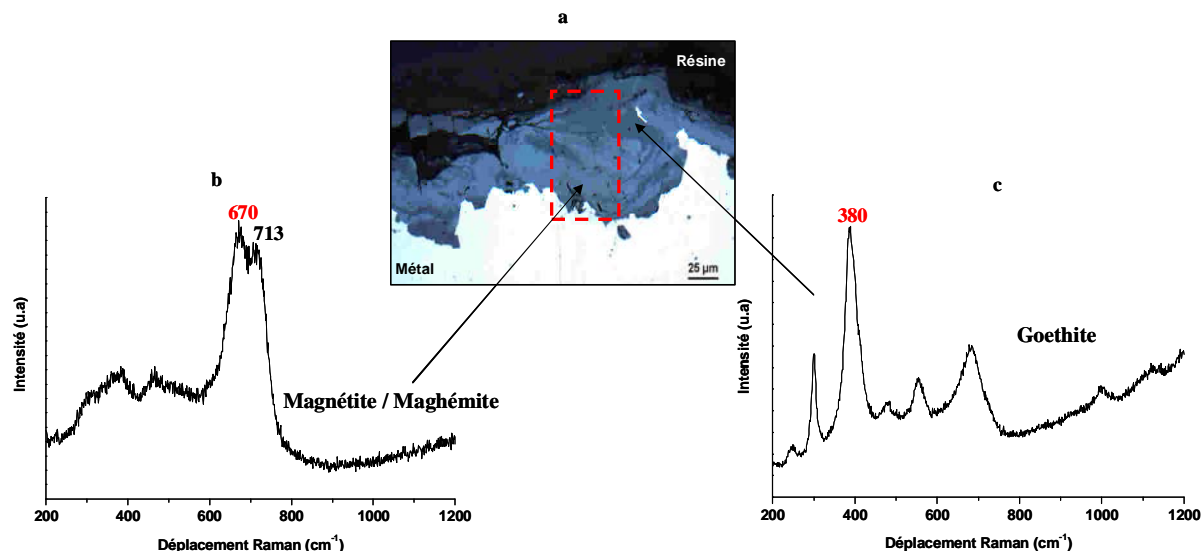 a
Résine
Métal
25 µm
b
670
713
Intensité (u.a)
Magnétite / Maghémite
200 400 600 800 1000 1200
Déplacement Raman (cm-1)
c
380
Intensité (u.a)
Goethite
200 400 600 800 1000 1200
Déplacement Raman (cm-1)